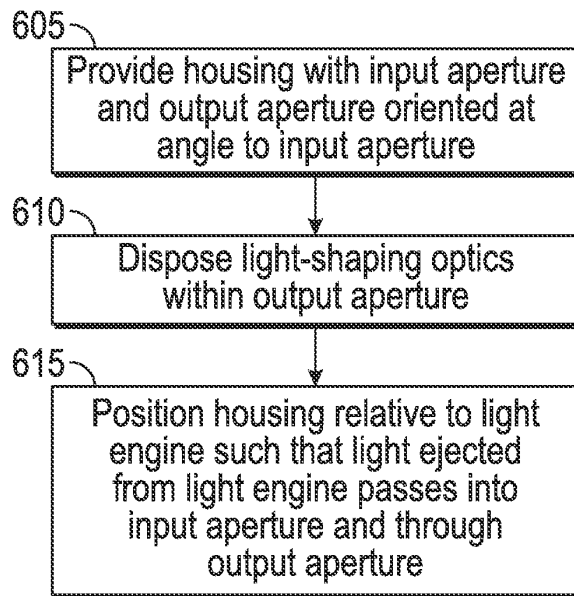 605
Provide housing with input aperture
and output aperture oriented at
angle to input aperture
610
Dispose light-shaping optics
within output aperture
615
Position housing relative to light
engine such that light ejected
from light engine passes into
input aperture and through
output aperture